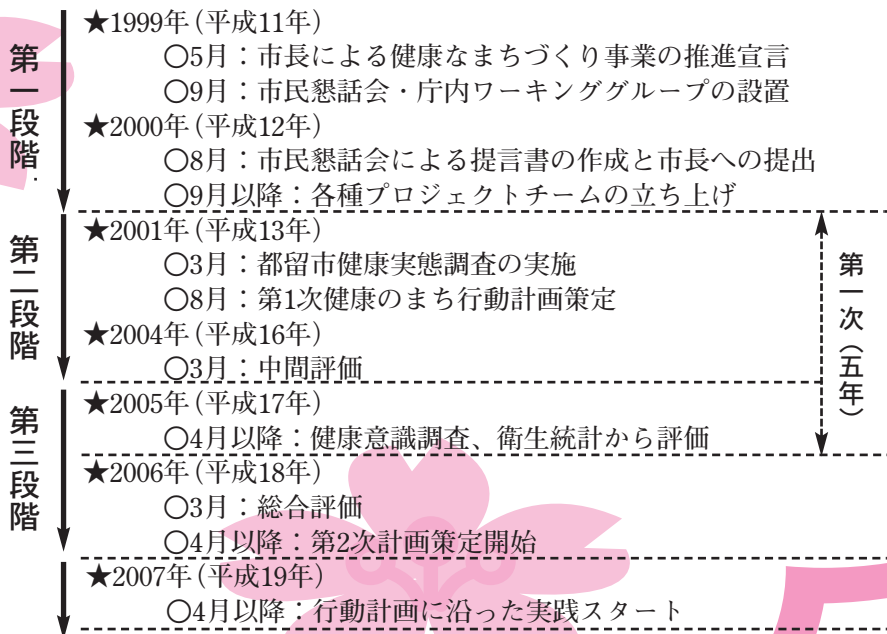 第一段階
★1999年(平成11年)
○5月：市長による健康なまちづくり事業の推進宣言
○9月：市民懇話会・庁内ワーキンググループの設置
★2000年(平成12年)
○8月：市民懇話会による提言書の作成と市長への提出
○9月以降：各種プロジェクトチームの立ち上げ
第二段階
★2001年(平成13年)
○3月：都留市健康実態調査の実施
○8月：第1次健康のまち行動計画策定
★2004年(平成16年)
○3月：中間評価
第三段階
★2005年(平成17年)
○4月以降：健康意識調査、衛生統計から評価
★2006年(平成18年)
○3月：総合評価
○4月以降：第2次計画策定開始
★2007年(平成19年)
○4月以降：行動計画に沿った実践スタート
第一次（五年）